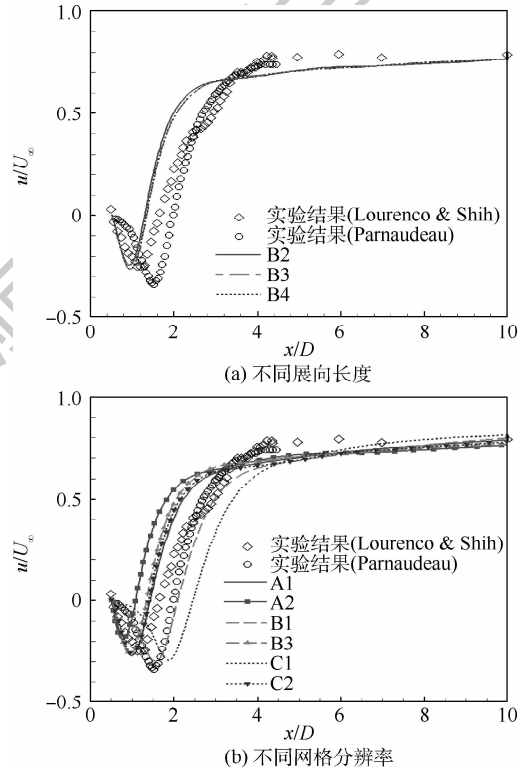 1.0
0.5
0
−0.5
u/U∞
实验结果(Lourenco & Shih)
实验结果(Parnaudeau)
B2
B3
B4
0 2 4 6 8 10
x/D
(a) 不同展向长度
1.0
0.5
0
−0.5
u/U∞
实验结果(Lourenco & Shih)
实验结果(Parnaudeau)
A1
A2
B1
B3
C1
C2
0 2 4 6 8 10
x/D
(b) 不同网格分辨率